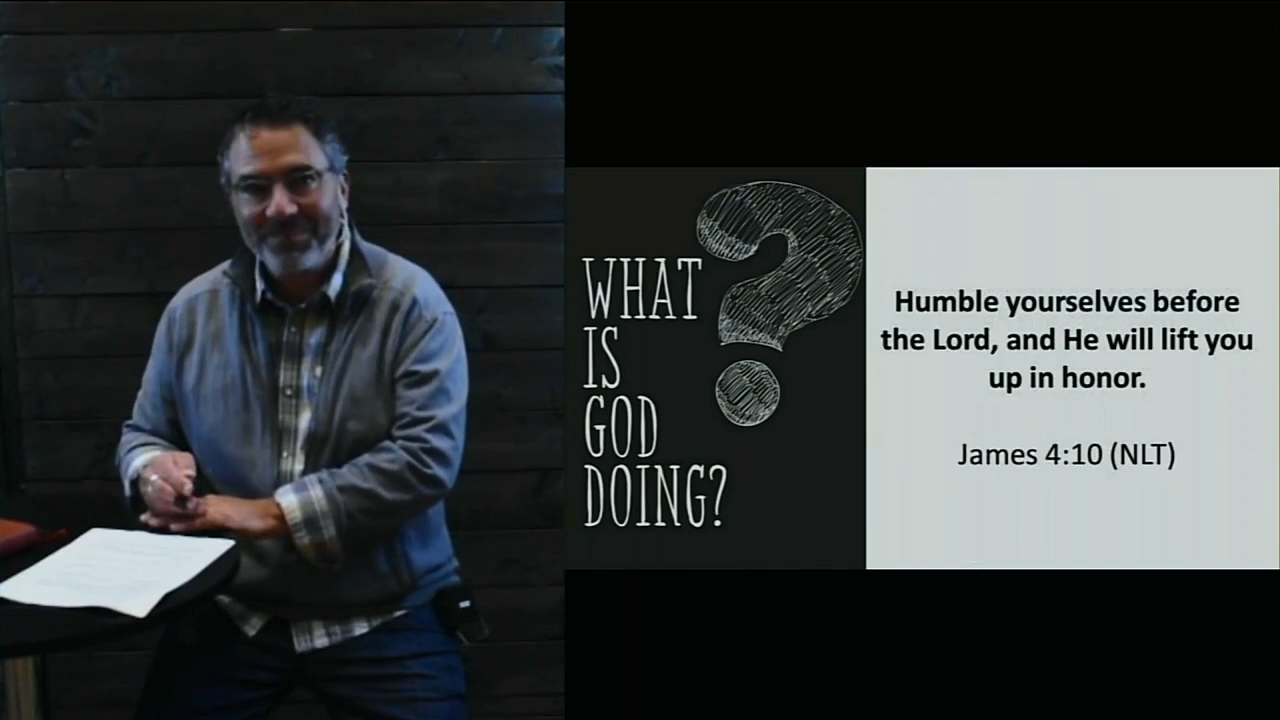 WHAT
IS
GOD
DOING?
Humble yourselves before
the Lord, and He will lift you
up in honor.
James 4:10 (NLT)